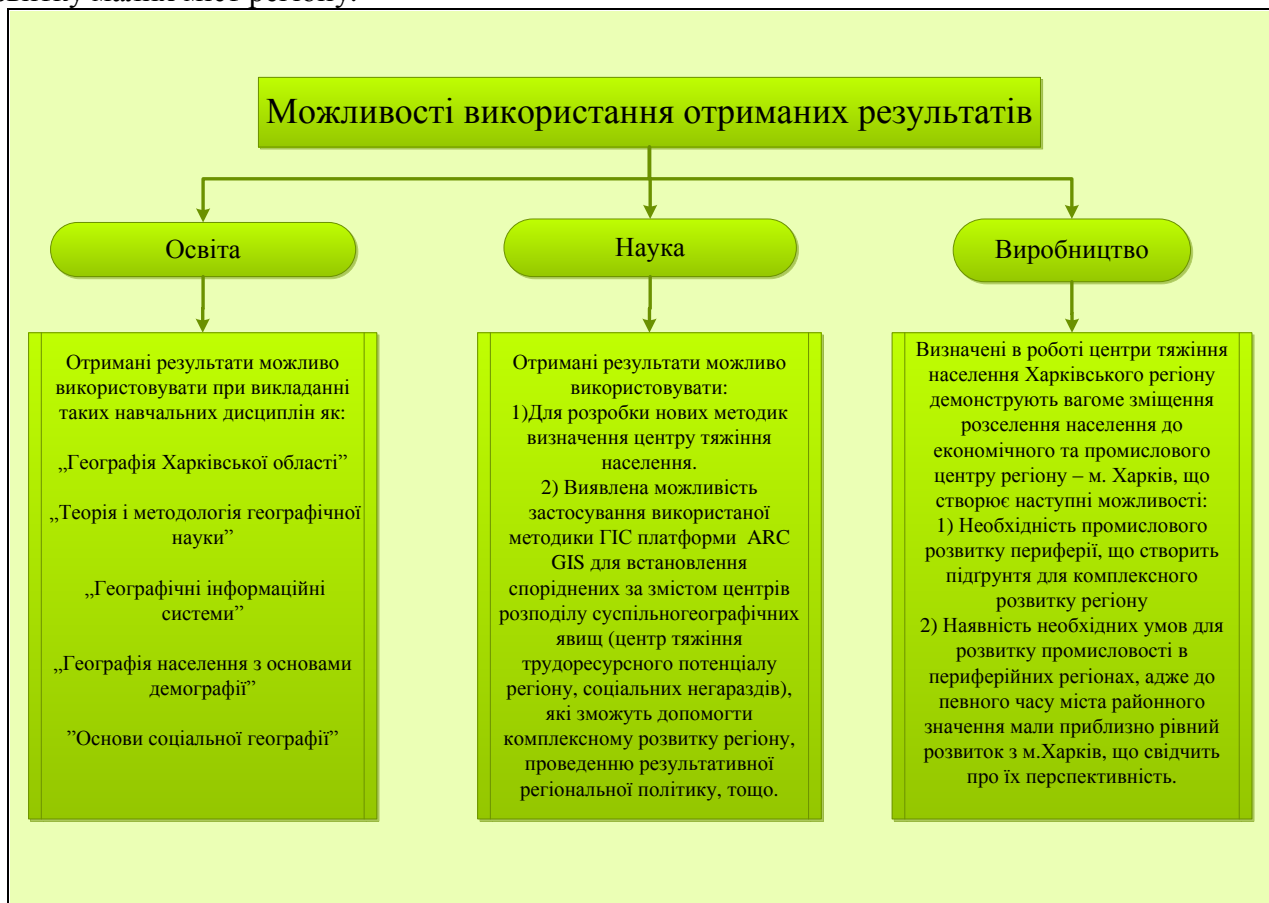 Можливості використання отриманих результатів
Освіта
Отримані результати можливо
використовувати при викладанні
таких навчальних дисциплін як:
„Географія Харківської області”
„Теорія і методологія географічної
науки”
„Географічні інформаційні
системи”
„Географія населення з основами
демографії”
”Основи соціальної географії”
Наука
Отримані результати можливо
використовувати:
1)Для розробки нових методик
визначення центру тяжіння
населення.
2) Виявлена можливість
застосування використаної
методики ГІС платформи ARC
GIS для встановлення
споріднених за змістом центрів
розподілу суспільногеографічних
явищ (центр тяжіння
трудоресурсного потенціалу
регіону, соціальних негараздів),
які зможуть допомогти
комплексному розвитку регіону,
проведенню результативної
регіональної політику, тощо.
Виробництво
Визначені в роботі центри тяжіння
населення Харківського регіону
демонструють вагоме зміщення
розселення населення до
економічного та промислового
центру регіону – м. Харків, що
створює наступні можливості:
1) Необхідність промислового
розвитку периферії, що створить
підґрунтя для комплексного
розвитку регіону
2) Наявність необхідних умов для
розвитку промисловості в
периферійних регіонах, адже до
певного часу міста районного
значення мали приблизно рівний
розвиток з м.Харків, що свідчить
про їх перспективність.